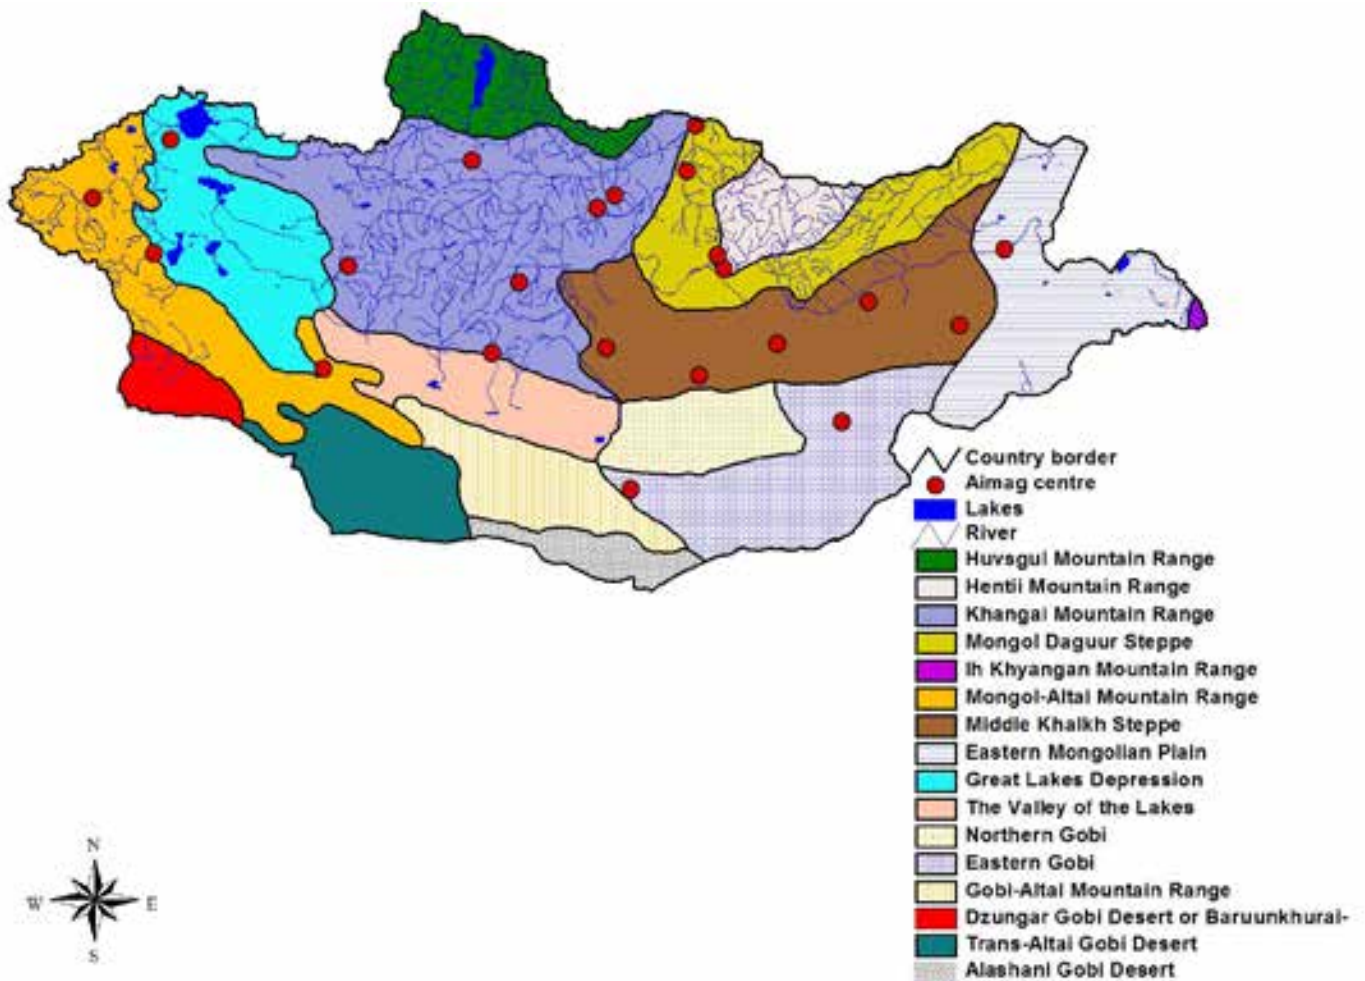 Country border
Aimag centre
Lakes
River
Huvsgul Mountain Range
Hentii Mountain Range
Khangai Mountain Range
Mongol Daguur Steppe
Ih Khyangan Mountain Range
Mongol-Altai Mountain Range
Middle Khalkh Steppe
Eastern Mongolian Plain
Great Lakes Depression
The Valley of the Lakes
Northern Gobi
Eastern Gobi
Gobi-Altai Mountain Range
Dzungar Gobi Desert or Baruunkhurai-
Trans-Altai Gobi Desert
Alashani Gobi Desert
N
W E
S